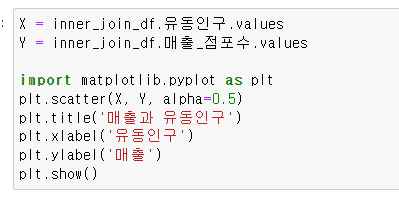 X = inner_join_df.유동인구.values
Y = inner_join_df.매출_점포수.values
import matplotlib.pyplot as plt
plt.scatter(X, Y, alpha=0.5)
plt.title('매출과 유동인구')
plt.xlabel('유동인구')
plt.ylabel('매출')
plt.show()